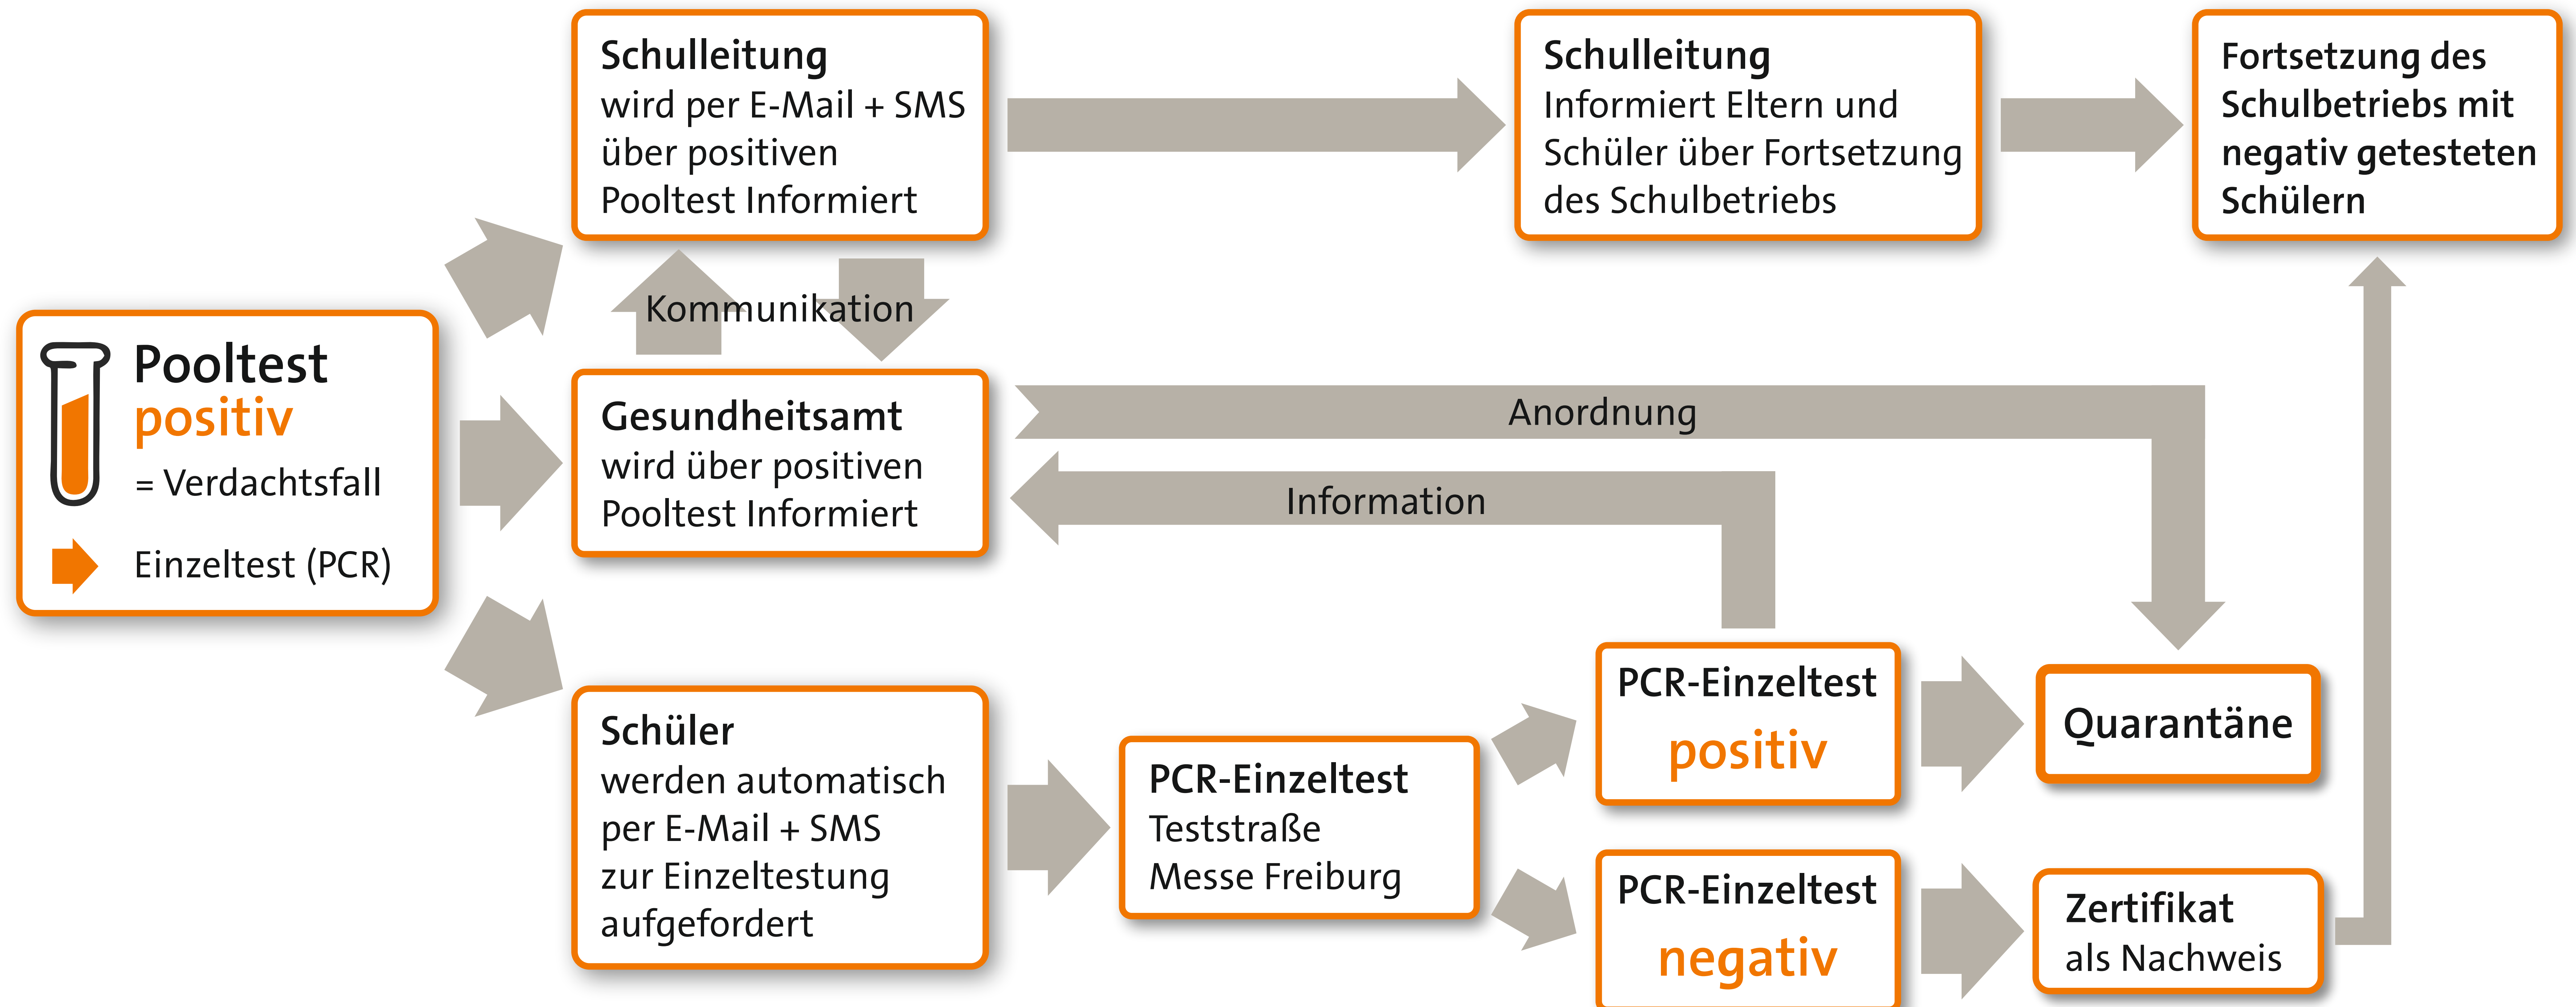 Pooltest
positiv
= Verdachtsfall
Einzeltest (PCR)
Schulleitung
wird per E-Mail + SMS
über positiven
Pooltest Informiert
Kommunikation
Gesundheitsamt
wird über positiven
Pooltest Informiert
Schüler
werden automatisch
per E-Mail + SMS
zur Einzeltestung
aufgefordert
Schulleitung
Informiert Eltern und
Schüler über Fortsetzung
des Schulbetriebs
Fortsetzung des
Schulbetriebs mit
negativ getesteten
Schülern
Anordnung
Information
PCR-Einzeltest
Teststraße
Messe Freiburg
PCR-Einzeltest
positiv
Quarantäne
PCR-Einzeltest
negativ
Zertifikat
als Nachweis